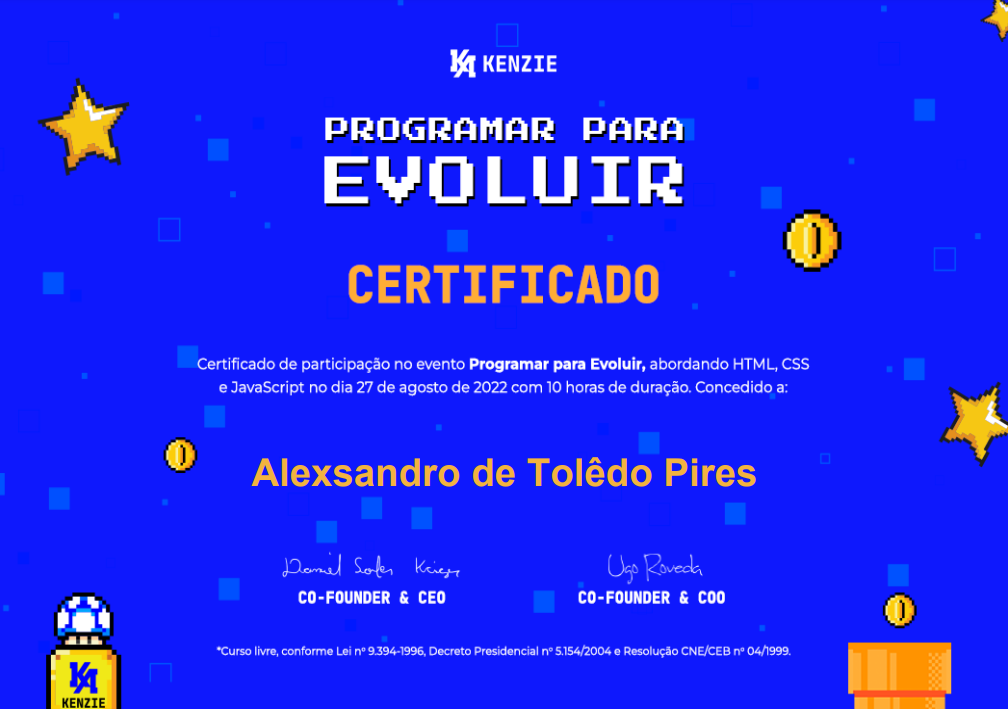 KENZIE
PROGRAMAR PARA
EVOLUIR
CERTIFICADO
Certificado de participação no evento Programar para Evoluir, abordando HTML, CSS
e JavaScript no dia 27 de agosto de 2022 com 10 horas de duração. Concedido a:
Alexsandro de Tolêdo Pires
Ugo Roveda
CO-FOUNDER & CEO
CO-FOUNDER & COO
*Curso livre, conforme Lei nº 9.394-1996, Decreto Presidencial nº 5.154/2004 e Resolução CNE/CEB nº 04/1999.
KENZIE